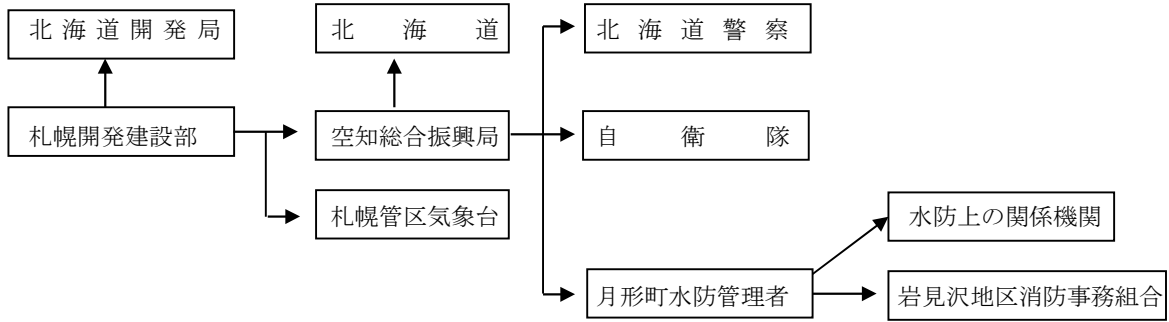 北海道開発局
北海道
北海道警察
札幌開発建設部
空知総合振興局
自衛隊
札幌管区気象台
水防上の関係機関
月形町水防管理者
岩見沢地区消防事務組合